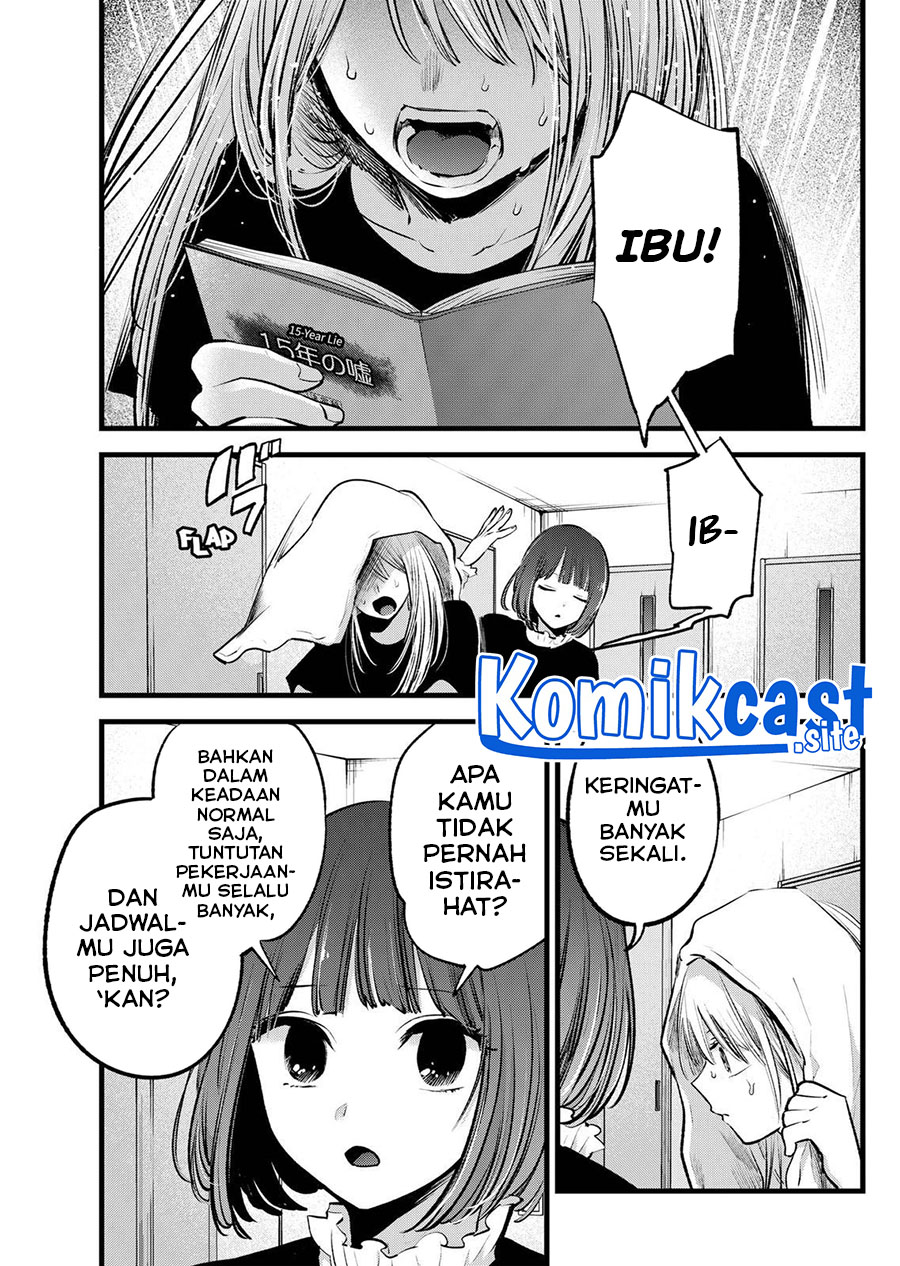 IBU!
15-Year Lie
15年の嘘
バ゙
サ
FLAP
IB-
Komikcast
.site
KERINGAT-
MU
BANYAK
SEKALI.
APA
KAMU
TIDAK
PERNAH
ISTIRA-
HAT?
BAHKAN
DALAM
KEADAAN
NORMAL
SAJA,
TUNTUTAN
PEKERJAAN-
MU SELALU
BANYAK,
DAN
JADWAL-
MU JUGA
PENUH,
‘KAN?